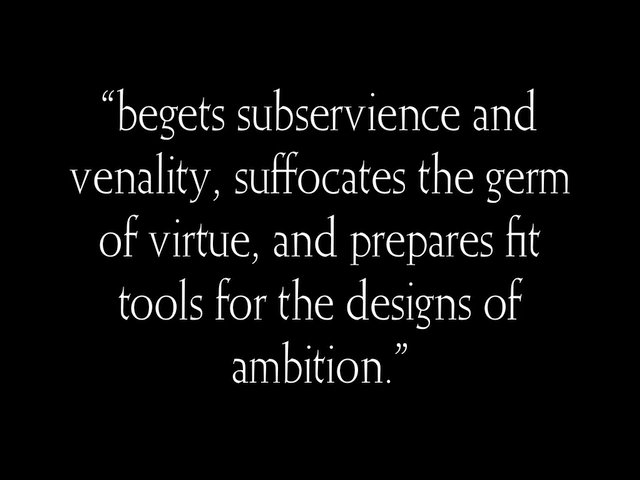 “begets subservience and
venality, suffocates the germ
of virtue, and prepares fit
tools for the designs of
ambition.”